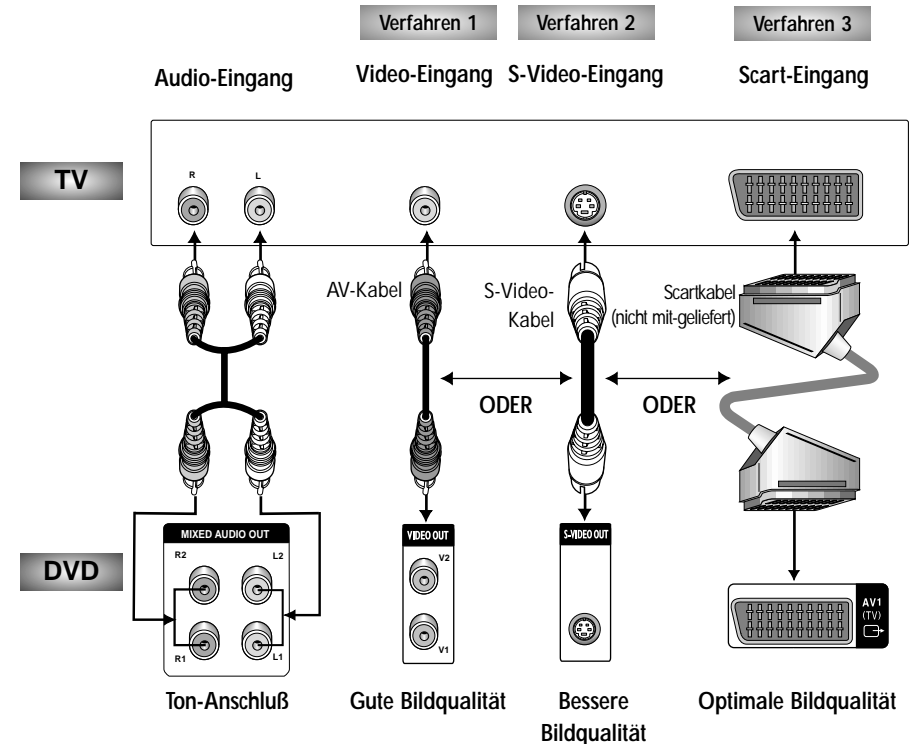 Verfahren 1 Verfahren 2 Verfahren 3
Audio-Eingang Video-Eingang S-Video-Eingang Scart-Eingang
TV
R L
AV-Kabel
S-Video-
Kabel
Scartkabel
(nicht mit-geliefert)
ODER ODER
DVD
MIXED AUDIO OUT
R2 L2
R1 L1
VIDEO OUT
V2
V1
S-VIDEO OUT
AV1
(TV)
Ton-Anschluß Gute Bildqualität Bessere
Bildqualität
Optimale Bildqualität